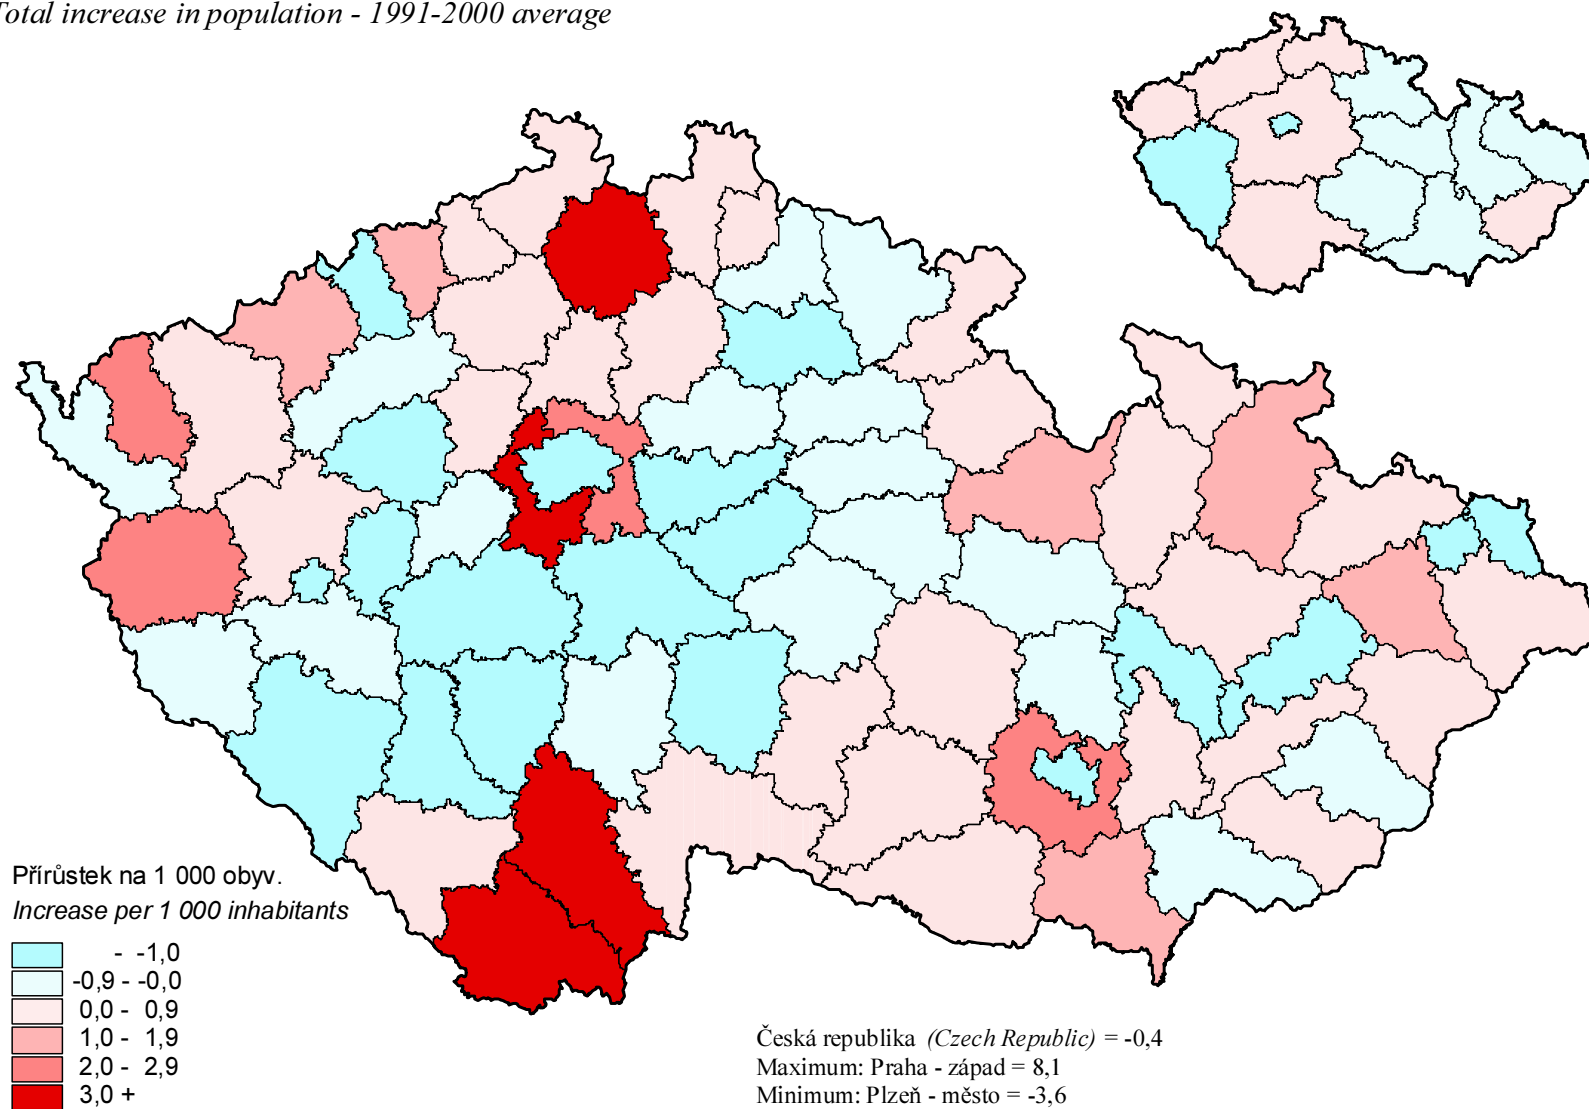 Total increase in population - 1991-2000 average
Přírůstek na 1 000 obyv.
Increase per 1 000 inhabitants
- -1,0
-0,9 - -0,0
0,0 - 0,9
1,0 - 1,9
2,0 - 2,9
3,0 +
Česká republika (Czech Republic) = -0,4
Maximum: Praha - západ = 8,1
Minimum: Plzeň - město = -3,6